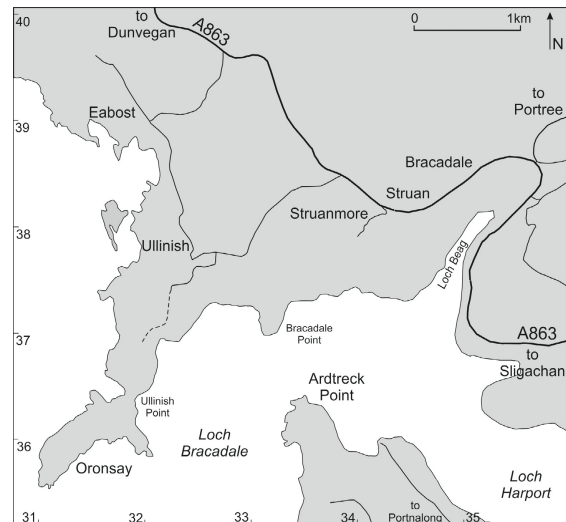 40
to
Dunvegan
A863
0
1km
N
to
Portree
Eabost
39
Bracadale
Struan
Struanmore
38
Ullinish
Loch Beag
37
Bracadale
Point
A863
to
Sligachan
Ardtreck
Point
Ullinish
Point
Loch
Bracadale
36
Oronsay
Loch
Harport
to
Portnalong
31
32
33
34
35